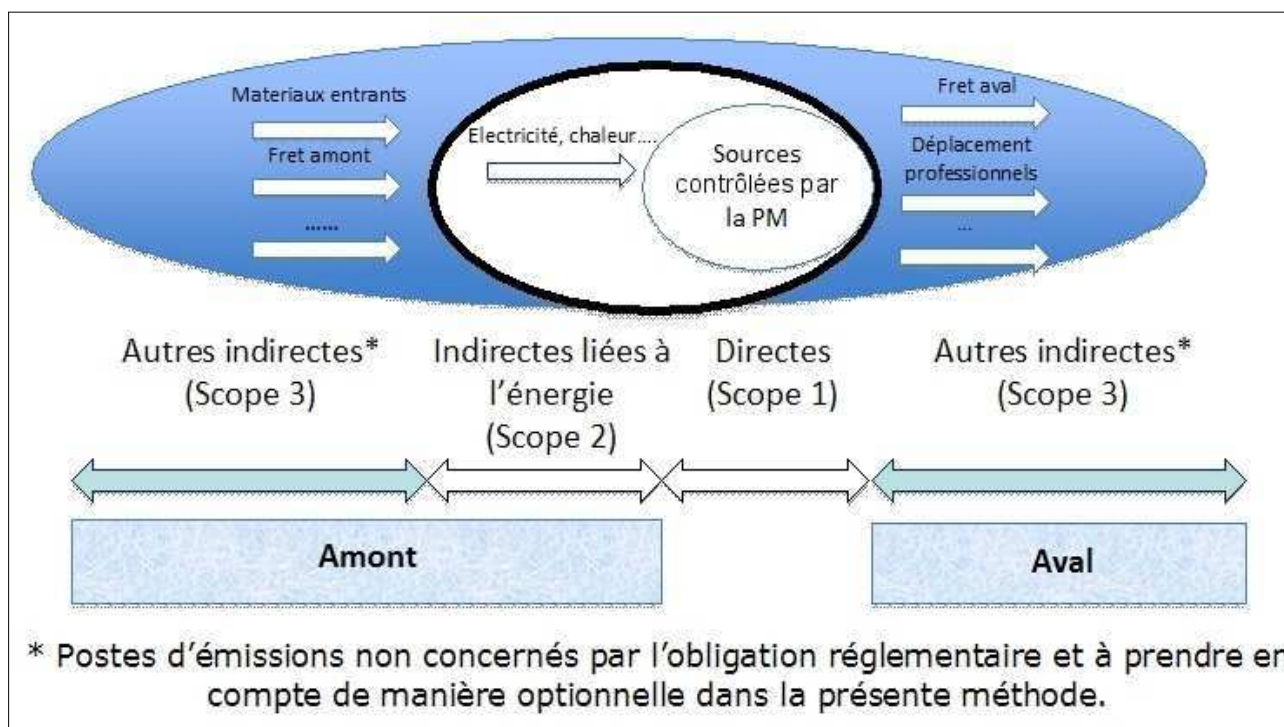 Materiaux entrants
Fret amont
......
Electricité, chaleur....
Sources
contrôlées par
la PM
Fret aval
Déplacement
professionnels
...
Autres indirectes*
(Scope 3)
Indirectes liées à
l'énergie
(Scope 2)
Directes
(Scope 1)
Autres indirectes*
(Scope 3)
Amont
Aval
* Postes d'émissions non concernés par l'obligation réglementaire et à prendre en
compte de manière optionnelle dans la présente méthode.